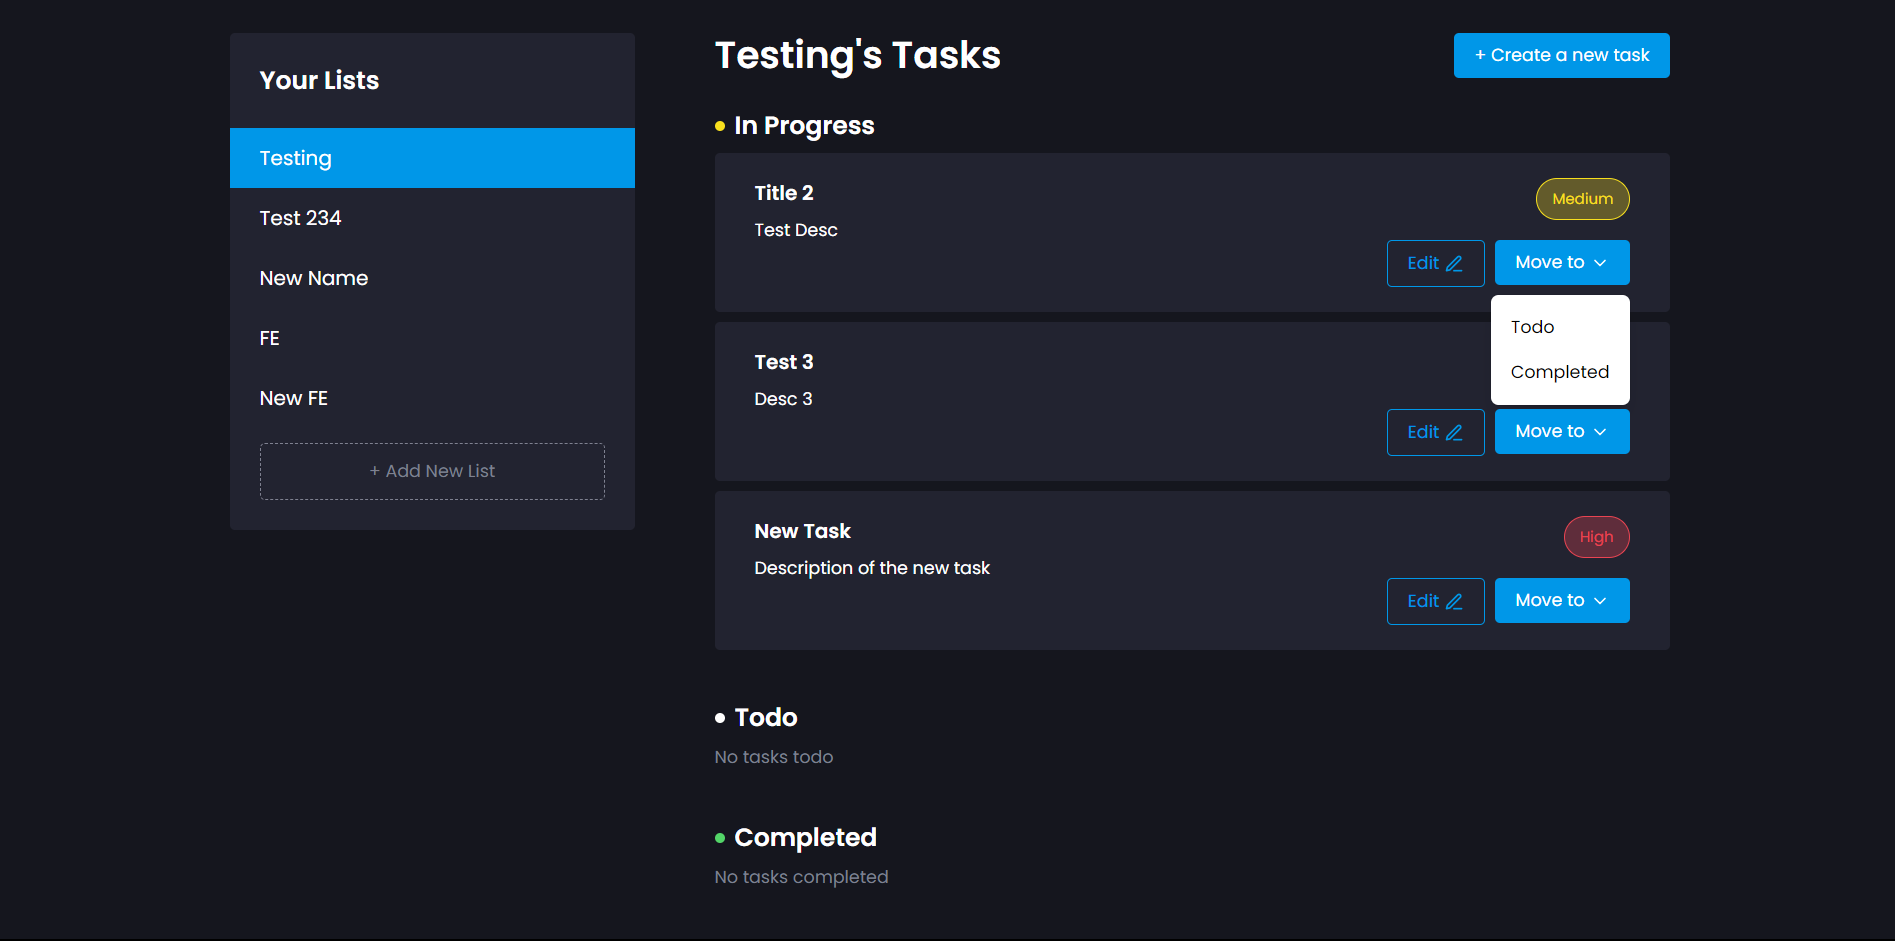 Your Lists
Testing
Test 234
New Name
FE
New FE
+ Add New List
Testing's Tasks
+ Create a new task
In Progress
Title 2
Medium
Test Desc
Edit
Move to
Todo
Completed
Test 3
Desc 3
Edit
Move to
New Task
High
Description of the new task
Edit
Move to
Todo
No tasks todo
Completed
No tasks completed